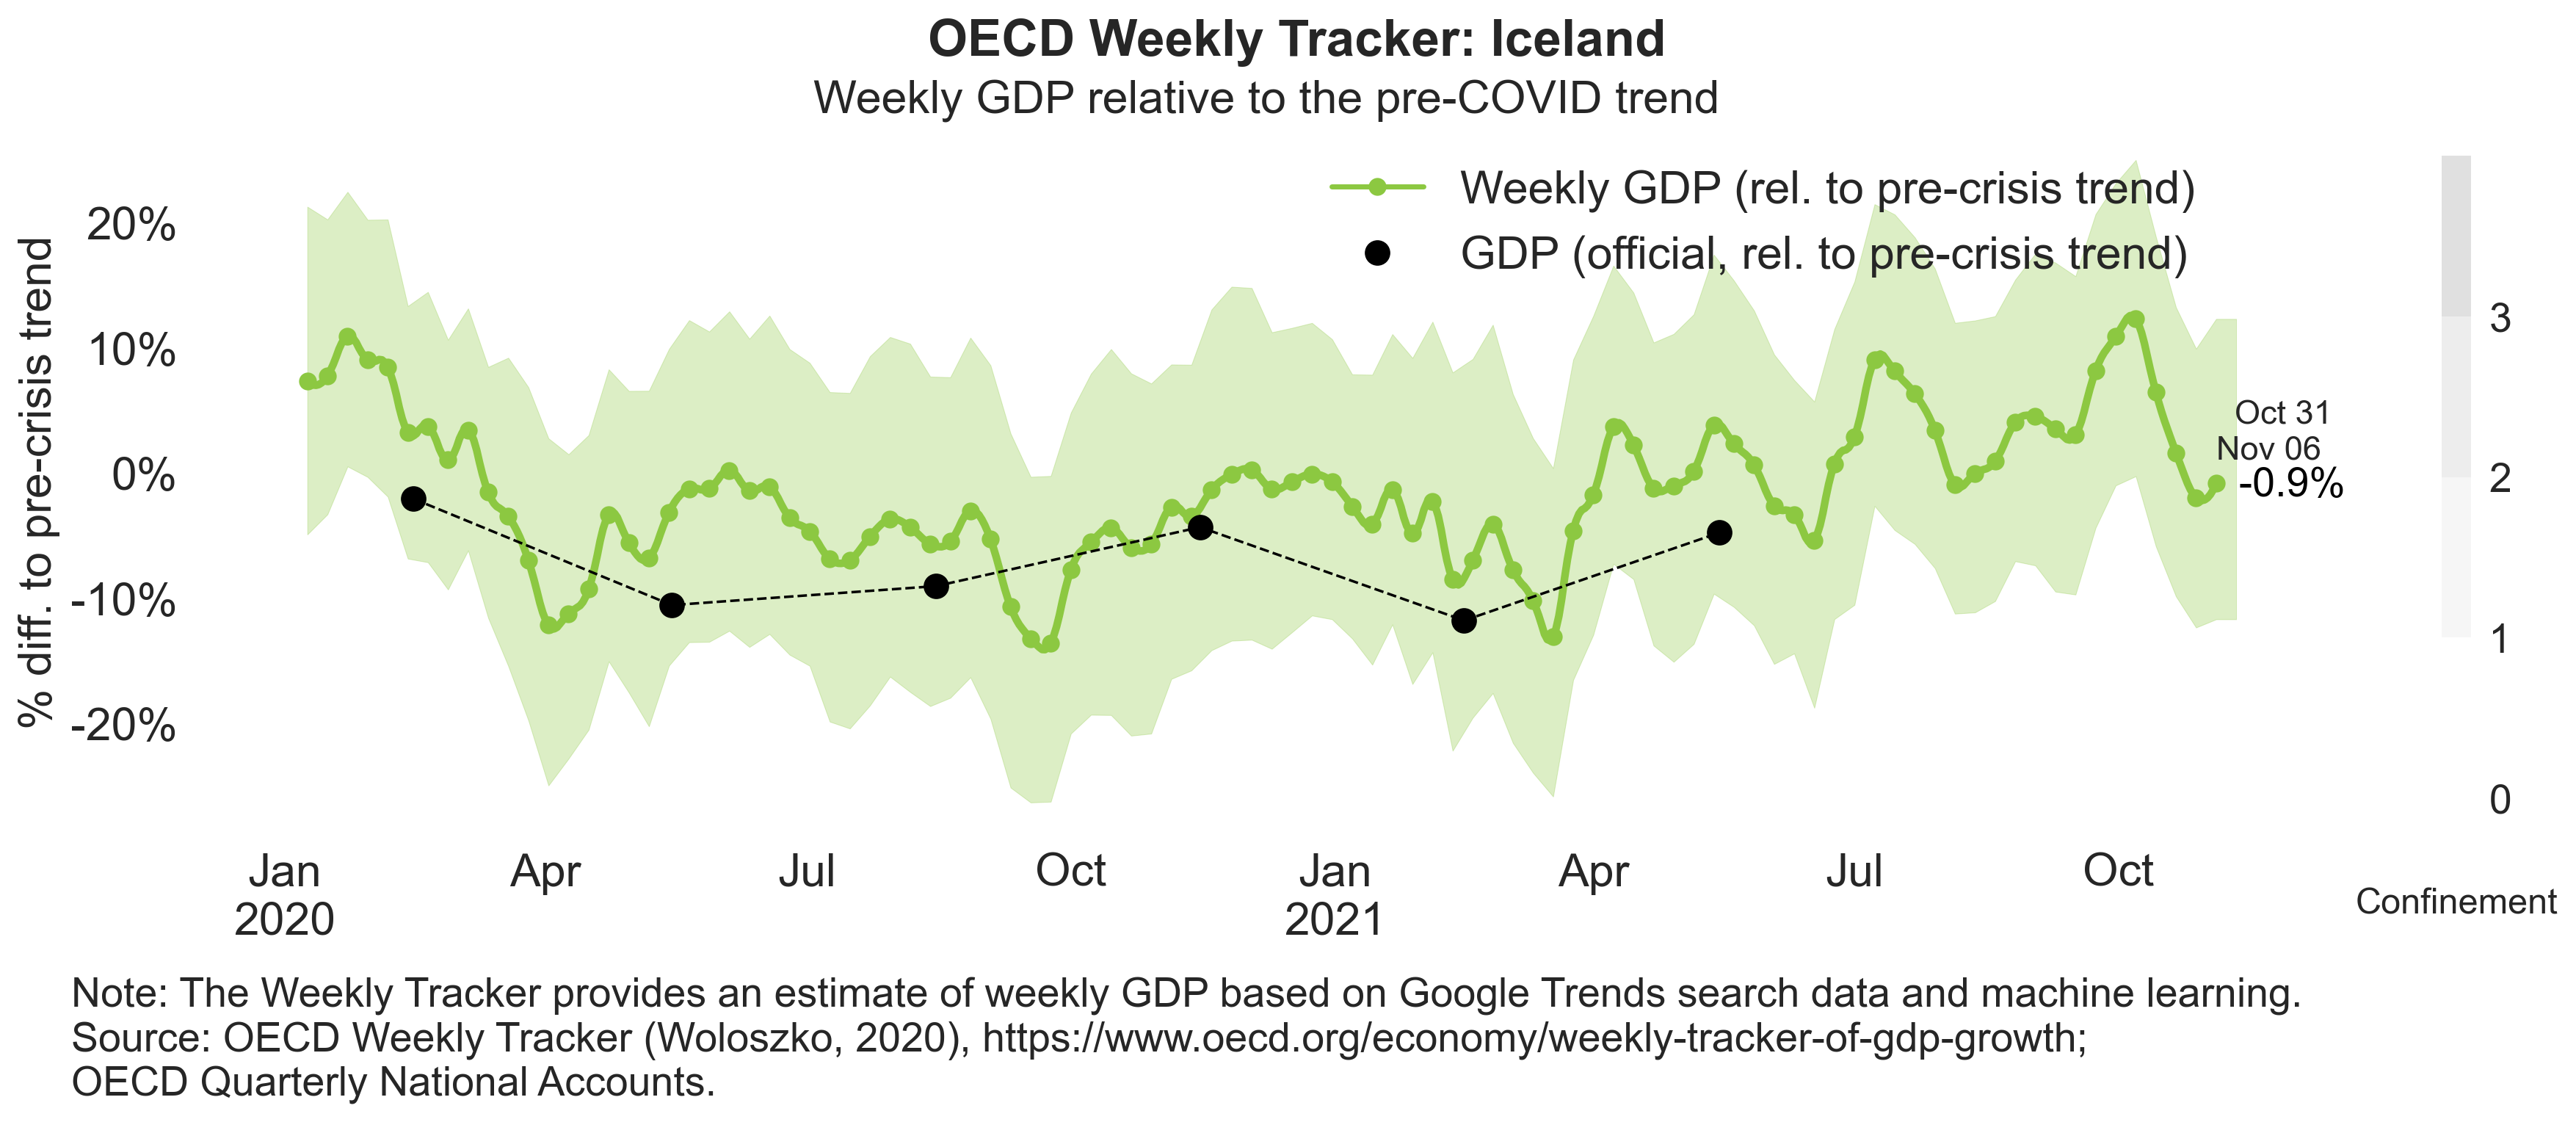 OECD Weekly Tracker: Iceland
Weekly GDP relative to the pre-COVID trend
Weekly GDP (rel. to pre-crisis trend)
GDP (official, rel. to pre-crisis trend)
% diff. to pre-crisis trend
20%
10%
0%
-10%
-20%
Oct 31
Nov 06
-0.9%
3
2
1
0
Confinement
Jan Apr Jul Oct Jan Apr Jul Oct
2020 2021
Note: The Weekly Tracker provides an estimate of weekly GDP based on Google Trends search data and machine learning.
Source: OECD Weekly Tracker (Woloszko, 2020), https://www.oecd.org/economy/weekly-tracker-of-gdp-growth;
OECD Quarterly National Accounts.